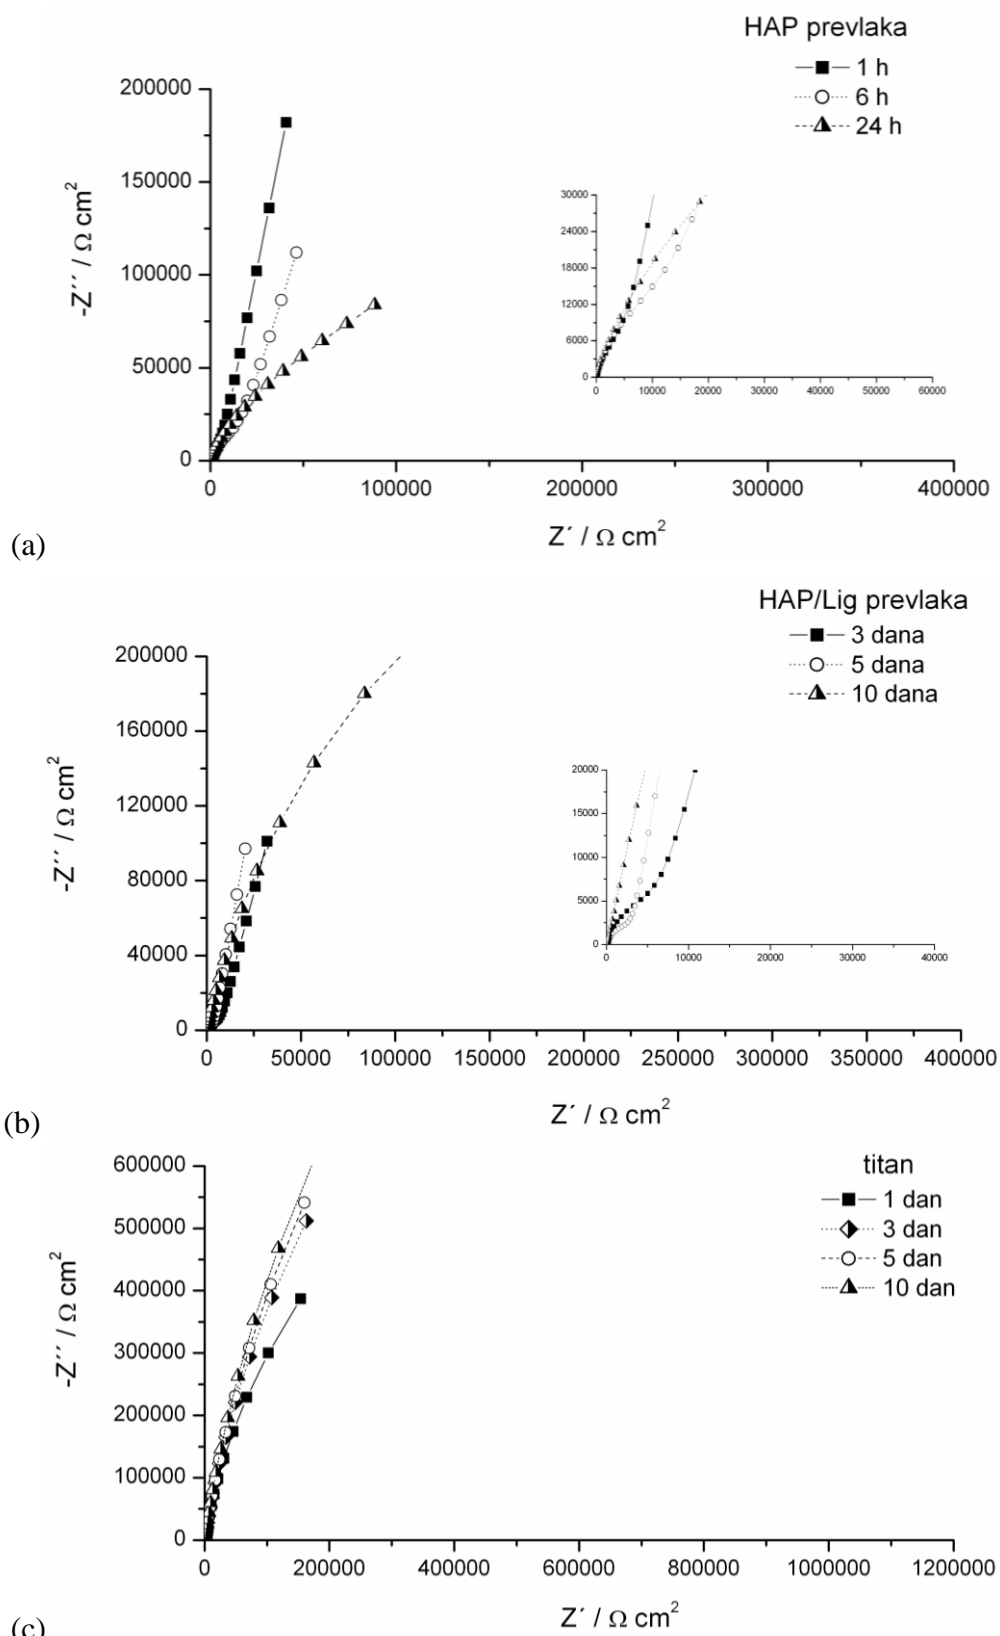 HAP prevlaka
1 h
6 h
24 h
200000
150000
100000
50000
0
-Z´´ / Ω cm²
30000
24000
18000
12000
6000
0
0
10000
20000
30000
40000
50000
60000
0
100000
200000
300000
400000
Z´ / Ω cm²
(a)
HAP/Lig prevlaka
3 dana
5 dana
10 dana
200000
160000
120000
80000
40000
0
-Z´´ / Ω cm²
20000
15000
10000
5000
0
0
10000
20000
30000
40000
0
50000
100000
150000
200000
250000
300000
350000
400000
Z´ / Ω cm²
(b)
titan
1 dan
3 dan
5 dan
10 dan
600000
500000
400000
300000
200000
100000
0
-Z´´ / Ω cm²
0
200000
400000
600000
800000
1000000
1200000
Z´ / Ω cm²
(c)